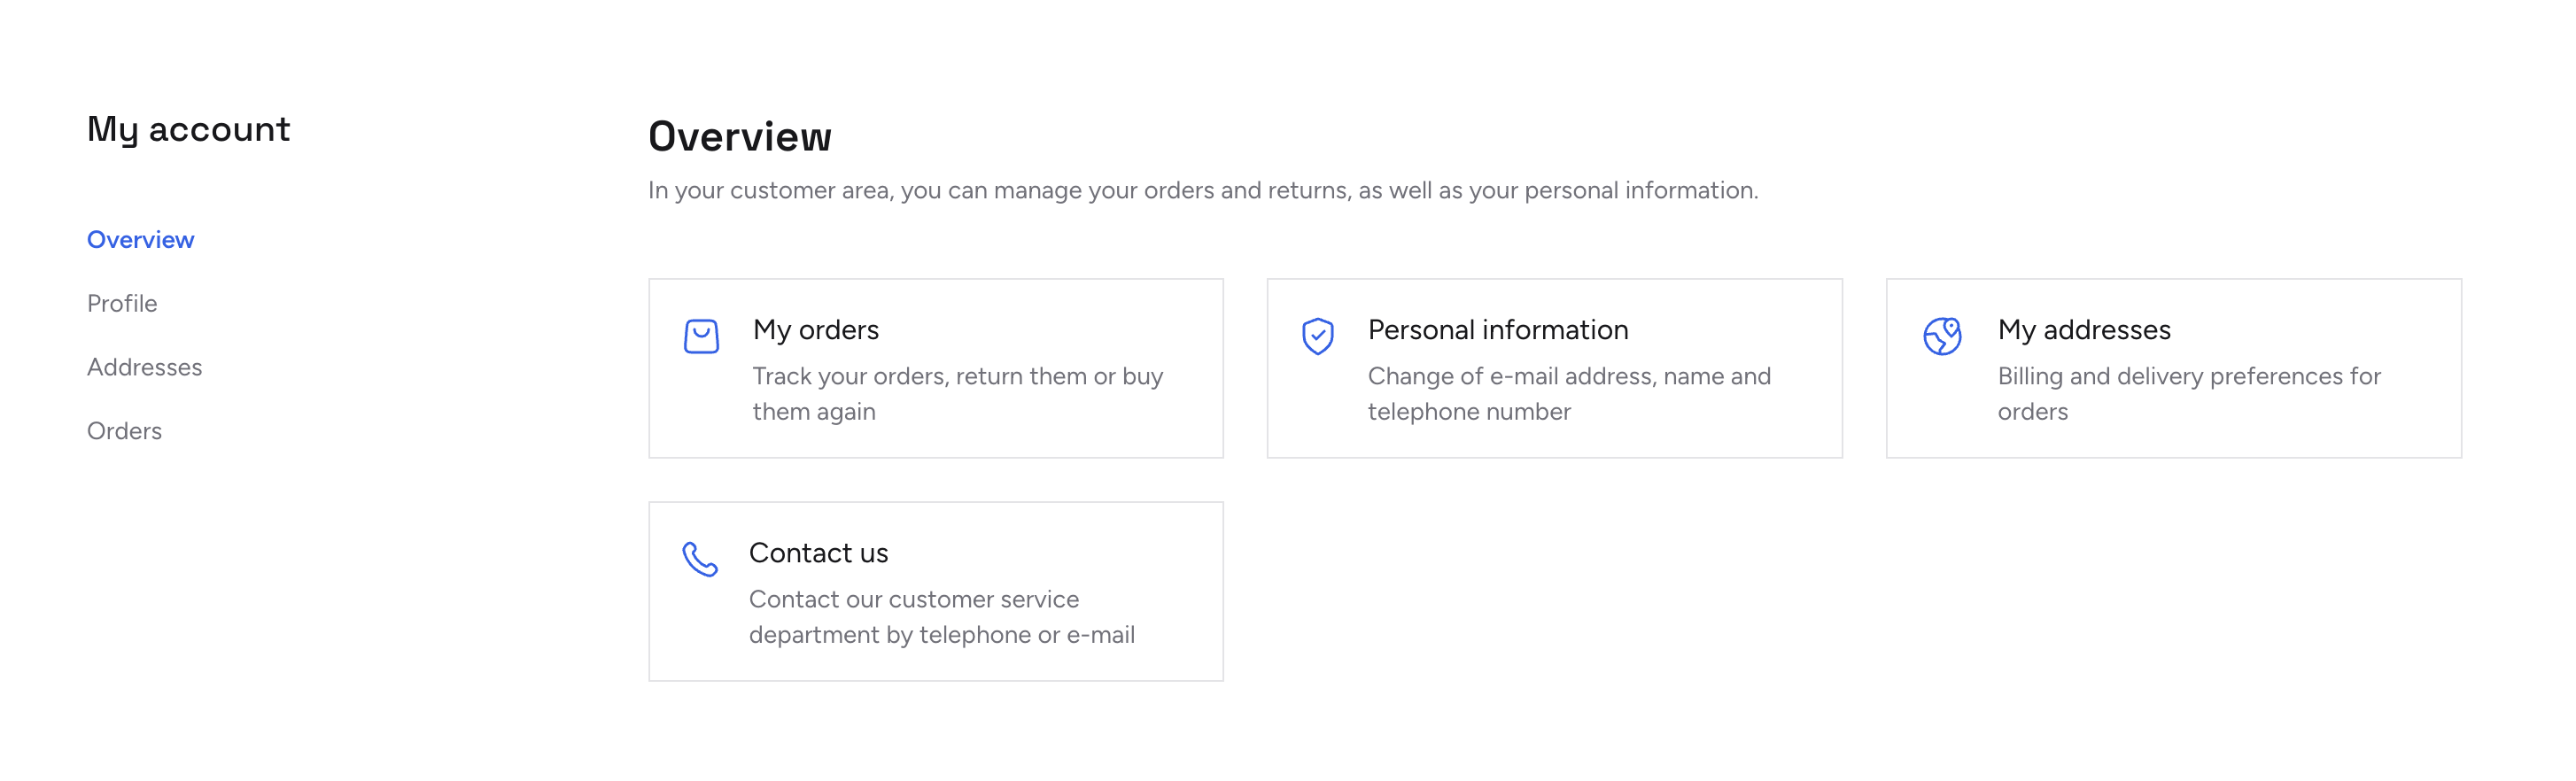 My account
Overview
Profile
Addresses
Orders
Overview
In your customer area, you can manage your orders and returns, as well as your personal information.
My orders
Track your orders, return them or buy
them again
Personal information
Change of e-mail address, name and
telephone number
My addresses
Billing and delivery preferences for
orders
Contact us
Contact our customer service
department by telephone or e-mail